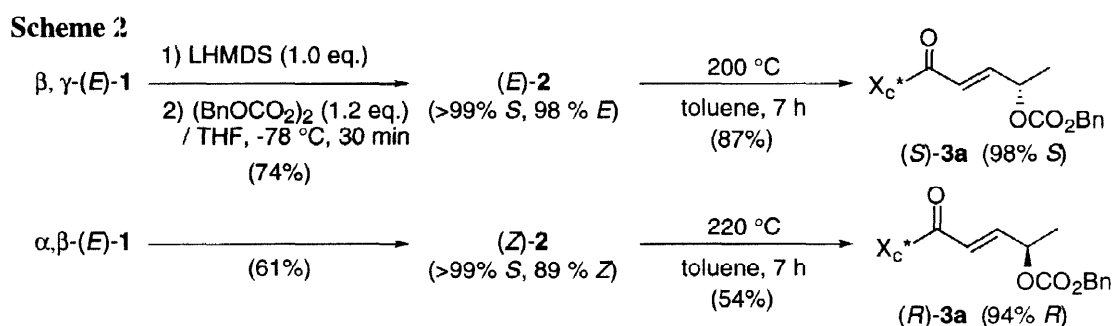 Scheme 2
1) LHMDS (1.0 eq.)
β, γ-(E)-1
2) (BnOCO₂)₂ (1.2 eq.)
/ THF, -78 °C, 30 min
(74%)
(E)-2
(>99% S, 98 % E)
200 °C
toluene, 7 h
(87%)
O
Xc*
OCO₂Bn
(S)-3a (98% S)
α,β-(E)-1
(61%)
(Z)-2
(>99% S, 89 % Z)
220 °C
toluene, 7 h
(54%)
O
Xc*
OCO₂Bn
(R)-3a (94% R)